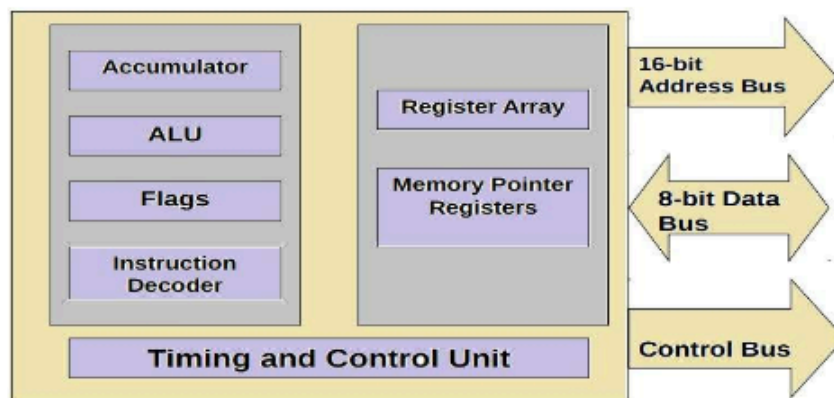 Accumulator
ALU
Flags
Instruction
Decoder
Register Array
Memory Pointer
Registers
Timing and Control Unit
16-bit
Address Bus
8-bit Data
Bus
Control Bus